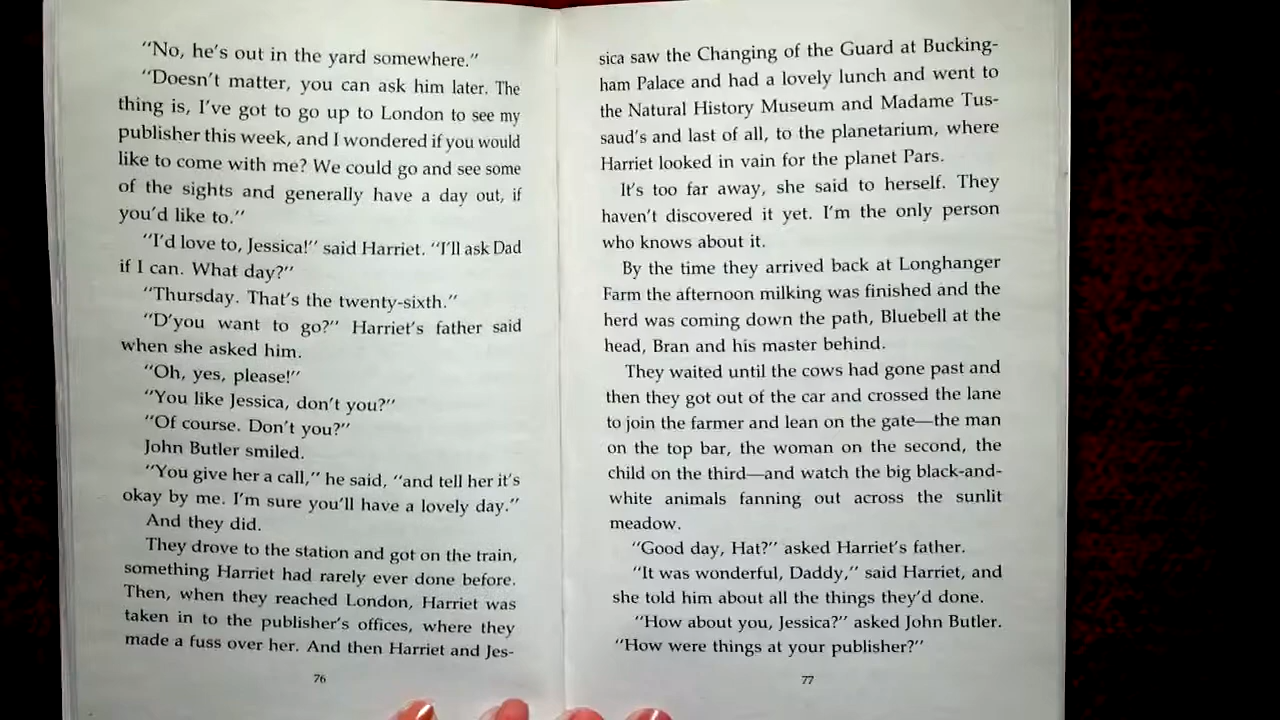 “No, he’s out in the yard somewhere.”
“Doesn’t matter, you can ask him later. The
thing is, I’ve got to go up to London to see my
publisher this week, and I wondered if you would
like to come with me? We could go and see some
of the sights and generally have a day out, if
you’d like to.”
“I’d love to, Jessica!” said Harriet. “I’ll ask Dad
if I can. What day?”
“Thursday. That’s the twenty-sixth.”
“D’you want to go?” Harriet’s father said
when she asked him.
“Oh, yes, please!”
“You like Jessica, don’t you?”
“Of course. Don’t you?”
John Butler smiled.
“You give her a call,” he said, “and tell her it’s
okay by me. I’m sure you’ll have a lovely day.”
And they did.
They drove to the station and got on the train,
something Harriet had rarely ever done before.
Then, when they reached London, Harriet was
taken in to the publisher’s offices, where they
made a fuss over her. And then Harriet and Jes-
76
sica saw the Changing of the Guard at Bucking-
ham Palace and had a lovely lunch and went to
the Natural History Museum and Madame Tus-
saud’s and last of all, to the planetarium, where
Harriet looked in vain for the planet Pars.
It’s too far away, she said to herself. They
haven’t discovered it yet. I’m the only person
who knows about it.
By the time they arrived back at Longhanger
Farm the afternoon milking was finished and the
herd was coming down the path, Bluebell at the
head, Bran and his master behind.
They waited until the cows had gone past and
then they got out of the car and crossed the lane
to join the farmer and lean on the gate—the man
on the top bar, the woman on the second, the
child on the third—and watch the big black-and-
white animals fanning out across the sunlit
meadow.
“Good day, Hat?” asked Harriet’s father.
“It was wonderful, Daddy,” said Harriet, and
she told him about all the things they’d done.
“How about you, Jessica?” asked John Butler.
“How were things at your publisher?”
77